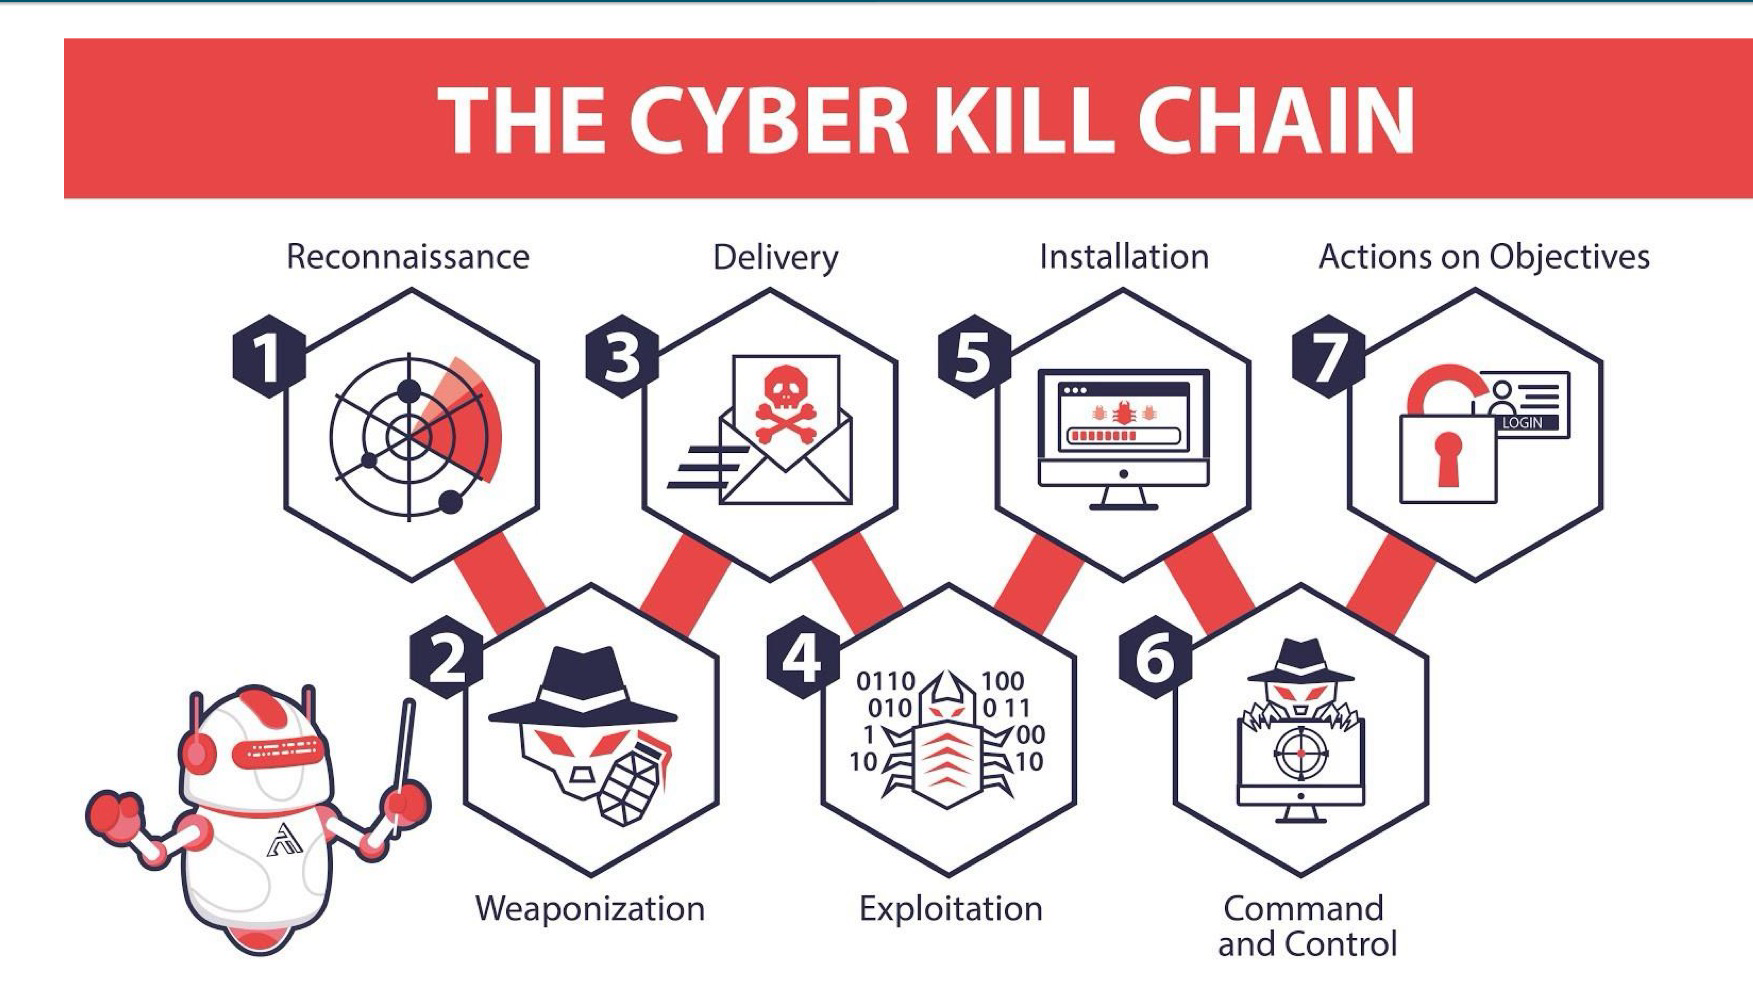 THE CYBER KILL CHAIN
Reconnaissance
Delivery
Installation
Actions on Objectives
1
3
5
7
LOGIN
2
4
6
0110 100
010 0 11
1 00
10 10
Weaponization
Exploitation
Command
and Control